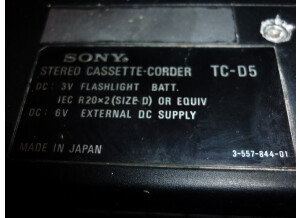 SONY
STEREO CASSETTE-CORDER TC-D5
DC: 3V FLASHLIGHT BATT.
IEC R20×2(SIZE D) OR EQUIV
DC: 6V EXTERNAL DC SUPPLY
MADE IN JAPAN 3-557-844-01